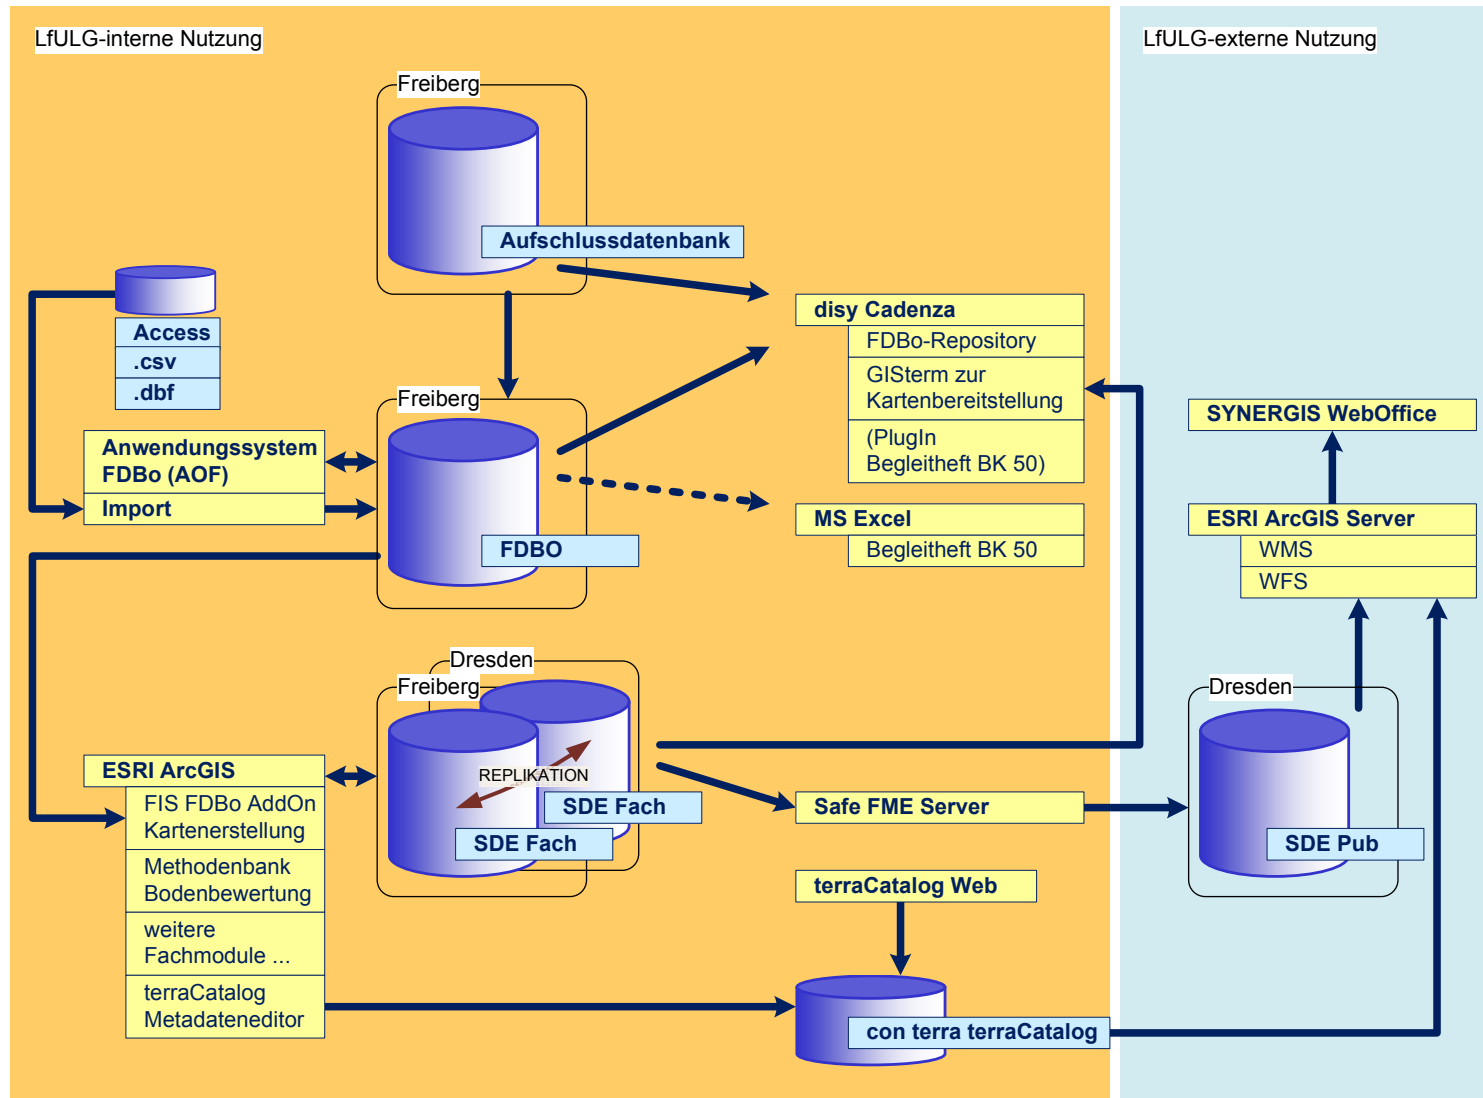 LfULG-interne Nutzung
LfULG-externe Nutzung
Freiberg
Aufschlussdatenbank
Access
.csv
.dbf
disy Cadenza
FDBo-Repository
GISterm zur
Kartenbereitstellung
(PlugIn
Begleitheft BK 50)
Freiberg
Anwendungssystem
FDBo (AOF)
Import
FDBO
MS Excel
Begleitheft BK 50
SYNERGIS WebOffice
ESRI ArcGIS Server
WMS
WFS
Dresden
Freiberg
REPLIKATION
SDE Fach
SDE Fach
ESRI ArcGIS
FIS FDBo AddOn
Kartenerstellung
Methodenbank
Bodenbewertung
weitere
Fachmodule ...
terraCatalog
Metadateneditor
Safe FME Server
Dresden
SDE Pub
terraCatalog Web
con terra terraCatalog